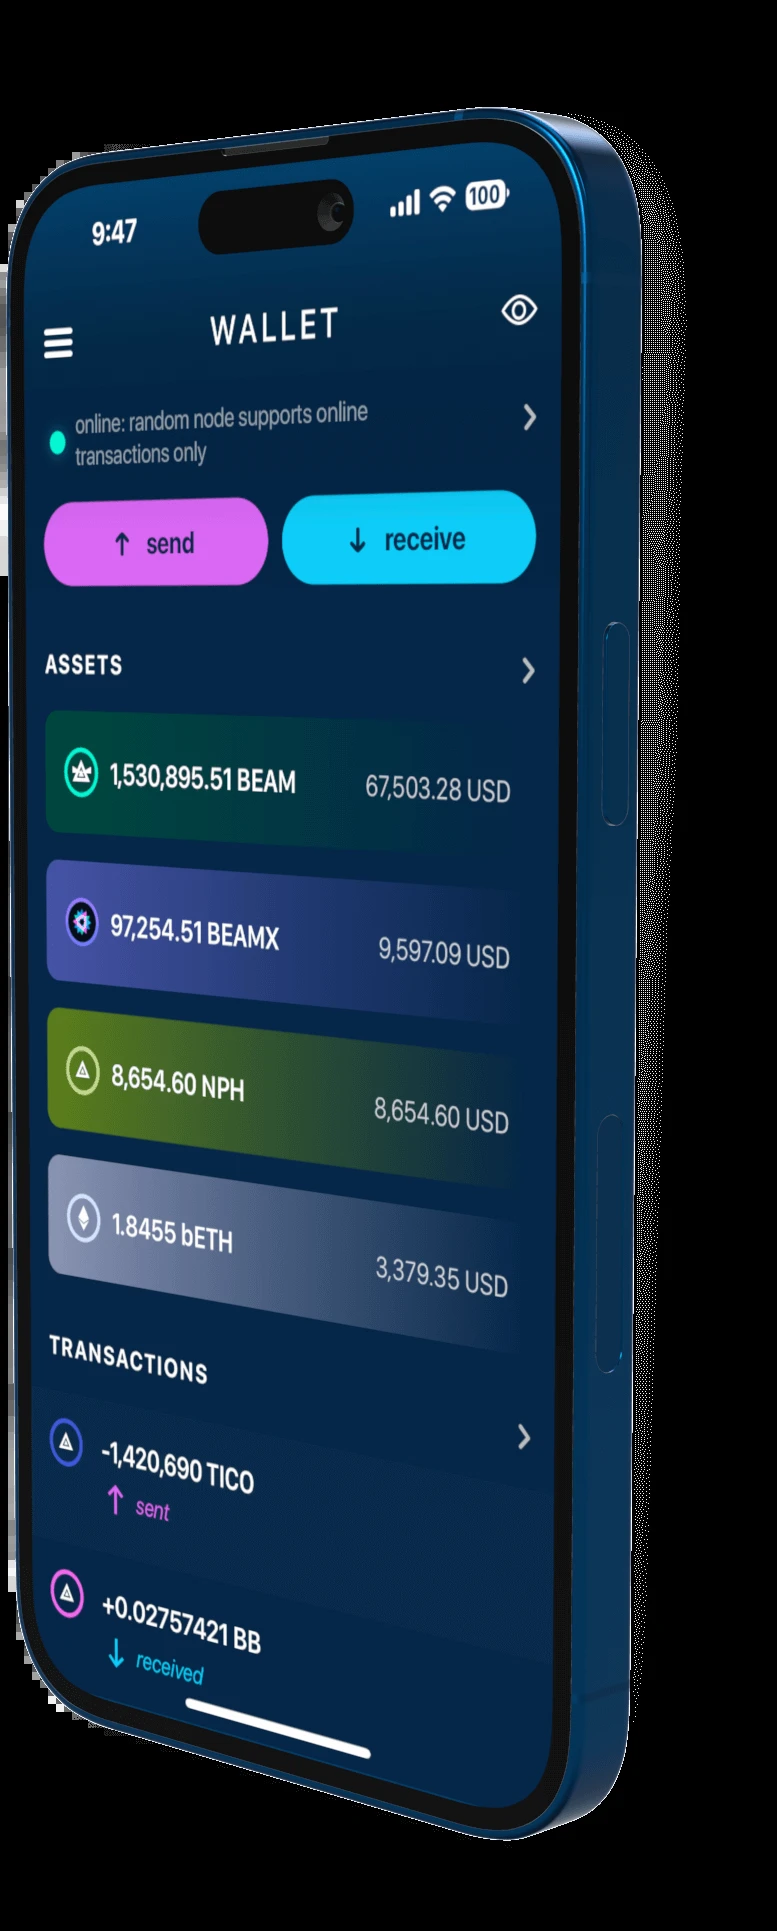 9:47
100
WALLET
online: random node supports online
transactions only
send
receive
ASSETS
1,530,895.51 BEAM
67,503.28 USD
97,254.51 BEAMX
9,597.09 USD
8,654.60 NPH
8,654.60 USD
1.8455 bETH
3,379.35 USD
TRANSACTIONS
-1,420,690 TICO
sent
+0.02757421 BB
received